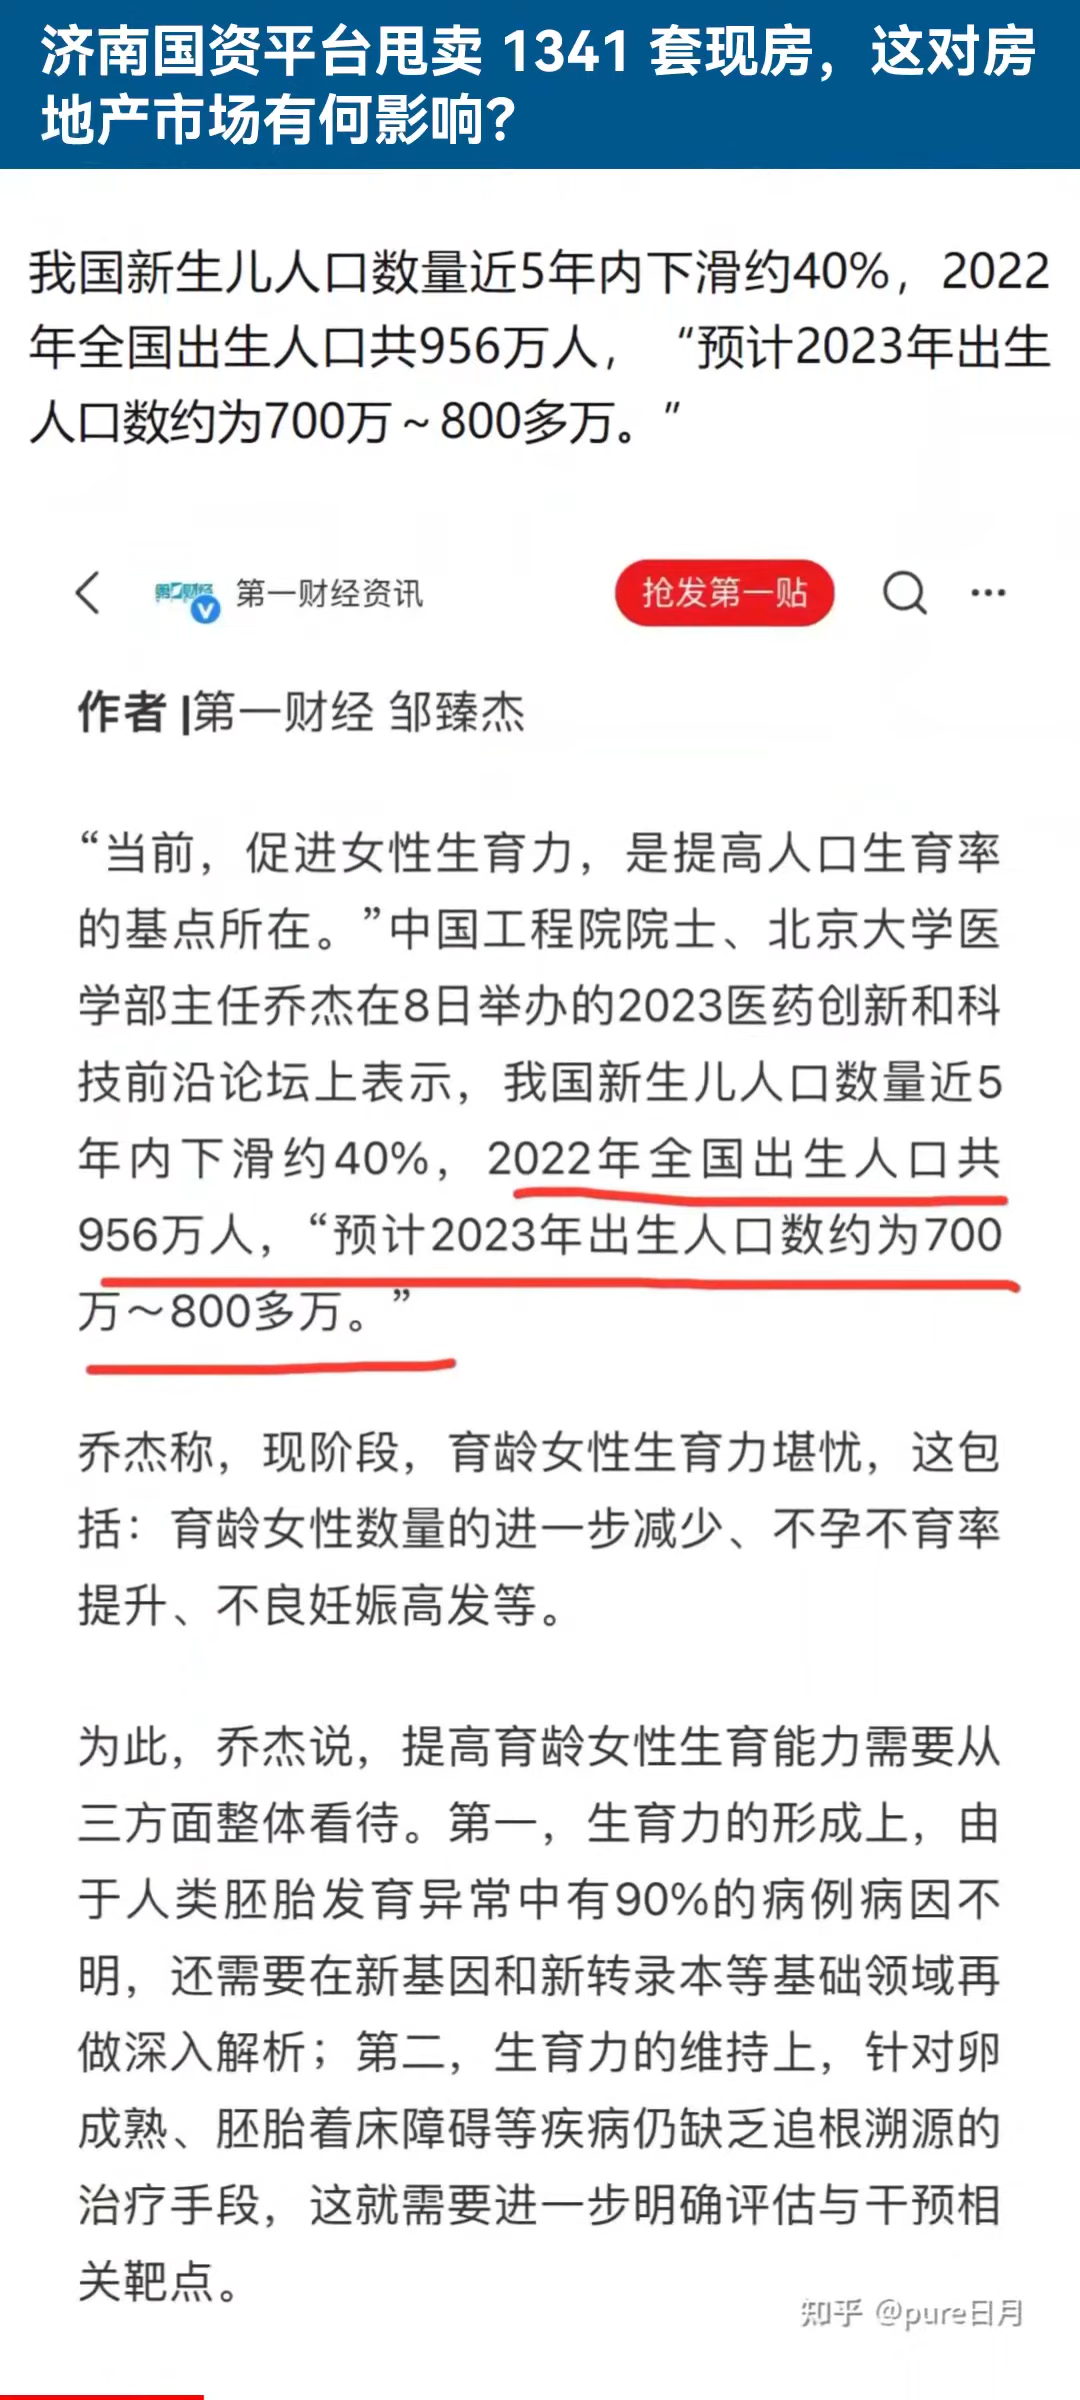 济南国资平台甩卖 1341 套现房，这对房
地产市场有何影响？
我国新生儿人口数量近5年内下滑约40%，2022
年全国出生人口共956万人，“预计2023年出生
人口数约为700万～800多万。”
第一财经资讯
抢发第一贴
作者 |第一财经 邹臻杰
“当前，促进女性生育力，是提高人口生育率
的基点所在。”中国工程院院士、北京大学医
学部主任乔杰在8日举办的2023医药创新和科
技前沿论坛上表示，我国新生儿人口数量近5
年内下滑约40%，2022年全国出生人口共
956万人，“预计2023年出生人口数约为700
万～800多万。”
乔杰称，现阶段，育龄女性生育力堪忧，这包
括：育龄女性数量的进一步减少、不孕不育率
提升、不良妊娠高发等。
为此，乔杰说，提高育龄女性生育能力需要从
三方面整体看待。第一，生育力的形成上，由
于人类胚胎发育异常中有90%的病例病因不
明，还需要在新基因和新转录本等基础领域再
做深入解析；第二，生育力的维持上，针对卵
成熟、胚胎着床障碍等疾病仍缺乏追根溯源的
治疗手段，这就需要进一步明确评估与干预相
关靶点。
知乎 @pure日月